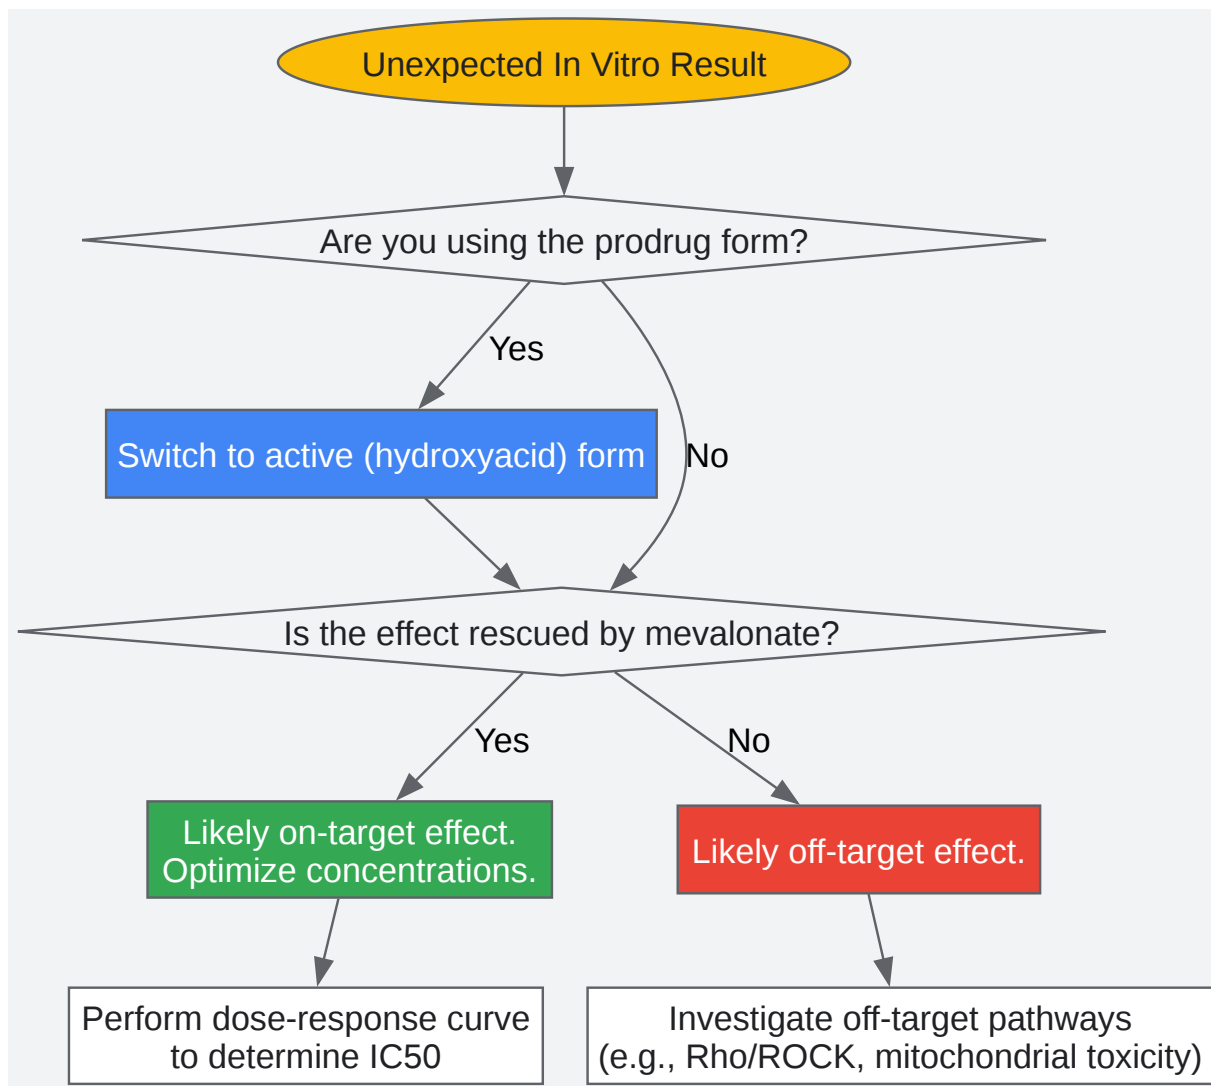 Unexpected In Vitro Result
Are you using the prodrug form?
Yes
Switch to active (hydroxyacid) form
No
Is the effect rescued by mevalonate?
Yes
No
Likely on-target effect.
Optimize concentrations.
Likely off-target effect.
Perform dose-response curve
to determine IC50
Investigate off-target pathways
(e.g., Rho/ROCK, mitochondrial toxicity)